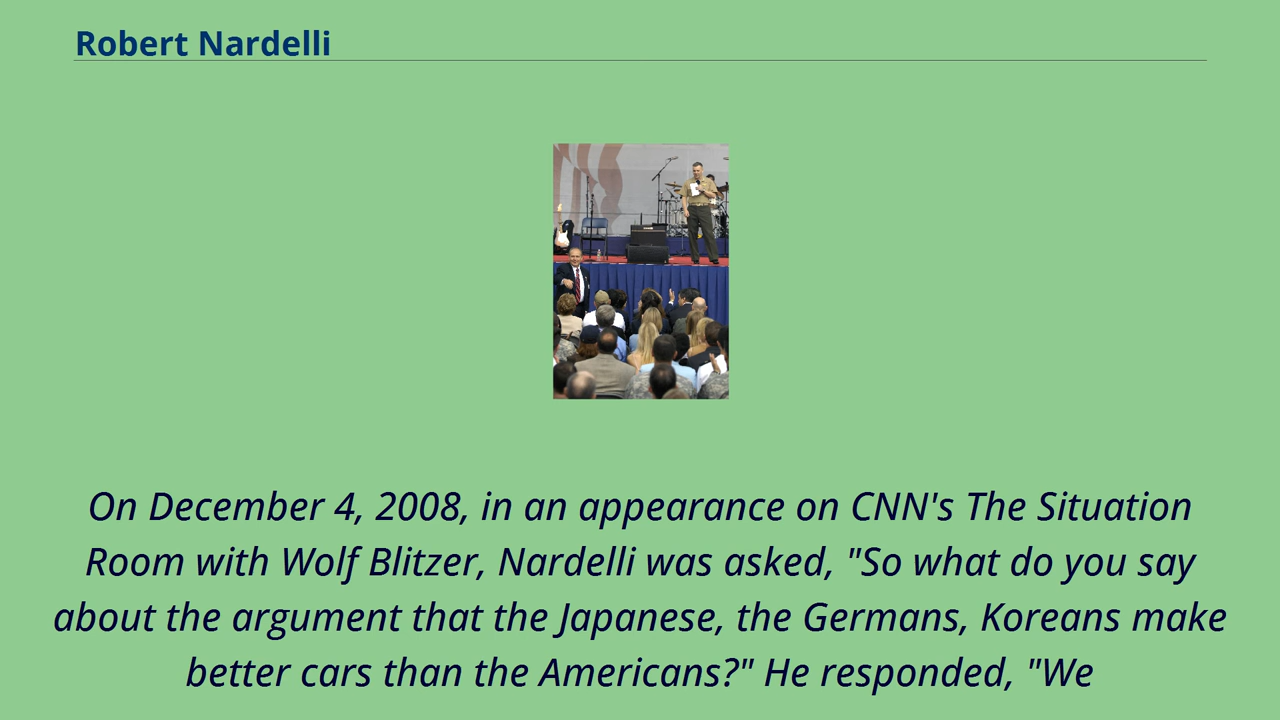 Robert Nardelli
On December 4, 2008, in an appearance on CNN's The Situation
Room with Wolf Blitzer, Nardelli was asked, "So what do you say
about the argument that the Japanese, the Germans, Koreans make
better cars than the Americans?" He responded, "We